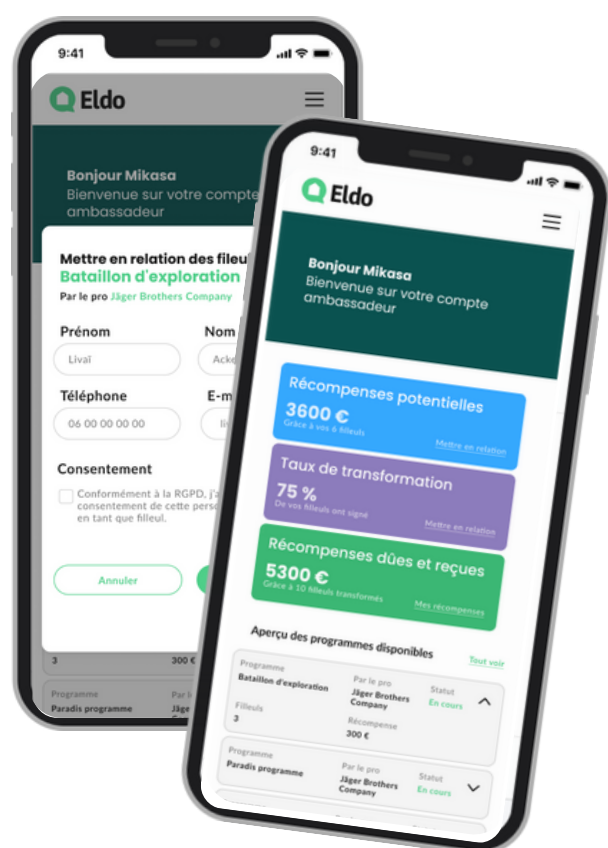 9:41
Eldo
Bonjour Mikasa
Bienvenue sur votre compte
ambassadeur
Mettre en relation des
Bataillon d'exploration
Par le pro Jäger Brothers Company
Prénom
Nom
Livaï
Téléphone
06 00 00 00 00
Consentement
Conformément à la RGPD,
consentement de cette
en tant que filleul.
Annuler
3
300 €
Programme
Paradis programme
9:41
Eldo
Bonjour Mikasa
Bienvenue sur votre compte
ambassadeur
Récompenses potentielles
3600 €
Grâce à vos 6 filleuls
Mettre en relation
Taux de transformation
75 %
De vos filleuls ont signé
Mettre en relation
Récompenses dûes et reçues
5300 €
Grâce à 10 filleuls transformés
Mes récompenses
Aperçu des programmes disponibles
Tout voir
Programme
Par le pro
Statut
Bataillon d'exploration
Jäger Brothers
Company
En cours
Filleuls
Récompense
3
300 €
Programme
Par le pro
Statut
Paradis programme
Jäger Brothers
Company
En cours